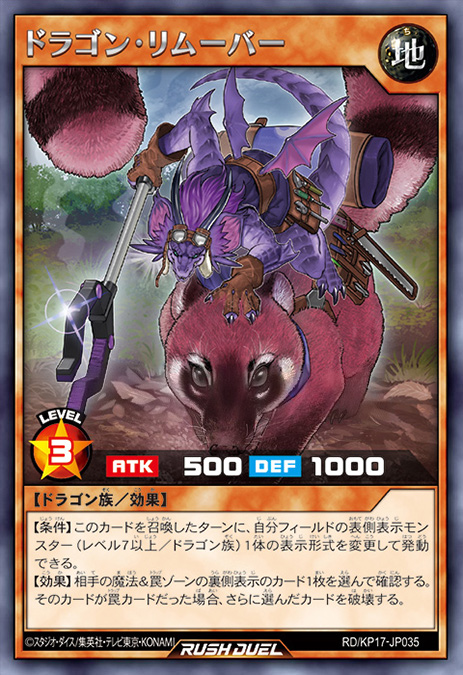 ドラゴン・リムーバー
地
LEVEL
3
ATK 500 DEF 1000
【ドラゴン族／効果】
【条件】このカードを召喚したターンに、自分フィールドの表側表示モン
スター(レベル7以上／ドラゴン族)1体の表示形式を変更して発動
できる。
【効果】相手の魔法&罠ゾーンの裏側表示のカード1枚を選んで確認する。
そのカードが罠カードだった場合、さらに選んだカードを破壊する。
©スタジオ・ダイス/集英社・テレビ東京・KONAMI
RUSH DUEL
RD/KP17-JP035